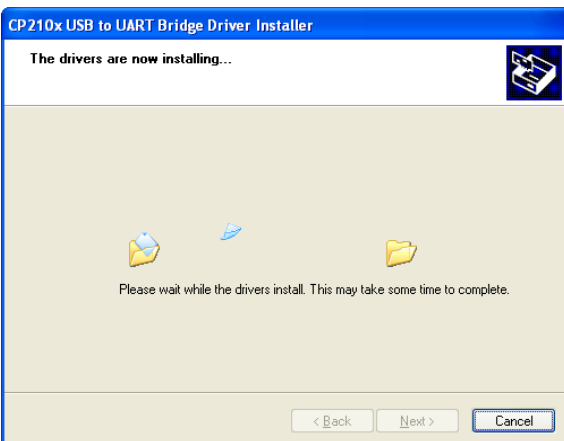 CP210x USB to UART Bridge Driver Installer
The drivers are now installing...
Please wait while the drivers install. This may take some time to complete.
< Back
Next >
Cancel